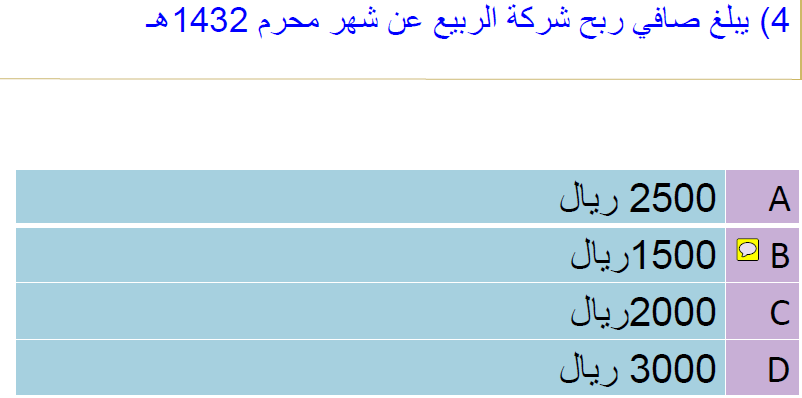 4) يبلغ صافي ربح شركة الربيع عن شهر محرم 1432هـ
A 2500 ريال
B 1500ريال
C 2000ريال
D 3000 ريال